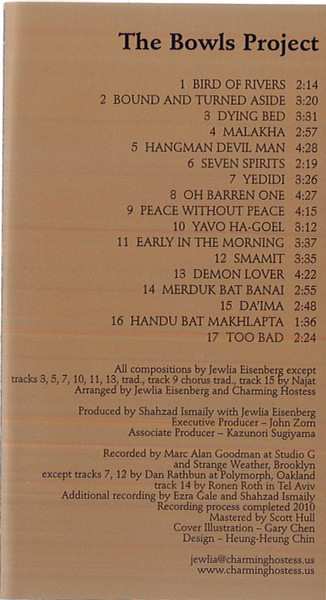 The Bowls Project
1 BIRD OF RIVERS 2:14
2 BOUND AND TURNED ASIDE 3:20
3 DYING BED 3:31
4 MALAKHA 2:57
5 HANGMAN DEVIL MAN 4:28
6 SEVEN SPIRITS 2:19
7 YEDIDI 3:26
8 OH BARREN ONE 4:27
9 PEACE WITHOUT PEACE 4:15
10 YAVO HA-GOEL 3:12
11 EARLY IN THE MORNING 3:37
12 SMAMIT 3:35
13 DEMON LOVER 4:22
14 MERDUK BAT BANAI 2:55
15 DA'IMA 2:48
16 HANDU BAT MAKHLAPTA 1:36
17 TOO BAD 2:24
All compositions by Jewlia Eisenberg except
tracks 3, 5, 7, 10, 11, 13, trad., track 9 chorus trad., track 15 by Najat
Arranged by Jewlia Eisenberg and Charming Hostess
Produced by Shahzad Ismaily with Jewlia Eisenberg
Executive Producer – John Zorn
Associate Producer – Kazunori Sugiyama
Recorded by Marc Alan Goodman at Studio G
and Strange Weather, Brooklyn
except tracks 7, 12 by Dan Rathbun at Polymorph, Oakland
track 14 by Ronen Roth in Tel Aviv
Additional recording by Ezra Gale and Shahzad Ismaily
Recording process completed 2010
Mastered by Scott Hull
Cover Illustration – Gary Chen
Design – Heung-Heung Chin
jewlia@charminghostess.us
www.charminghostess.us